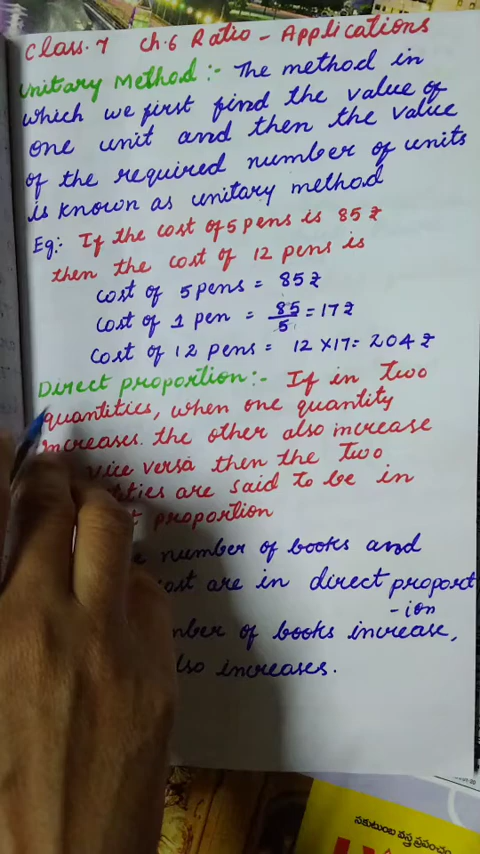 Class.7 Ch.6 Ratio - Applications
Unitary Method:- The method in
which we first find the value of
one unit and then the value
of the required number of units
is known as unitary method
Eg:- If the cost of 5 pens is 85 ₹
then the cost of 12 pens is
cost of 5 pens = 85 ₹
cost of 1 pen = 85/5 = 17 ₹
cost of 12 pens = 12 × 17 = 204 ₹
Direct proportion:- If in two
quantities, when one quantity
increases. the other also increase
vice versa then the two
are said to be in
proportion
number of books and
are in direct proport
-ion
of books increase,
also increases.
సకుటుంబ వస్త్ర ప్రపంచం